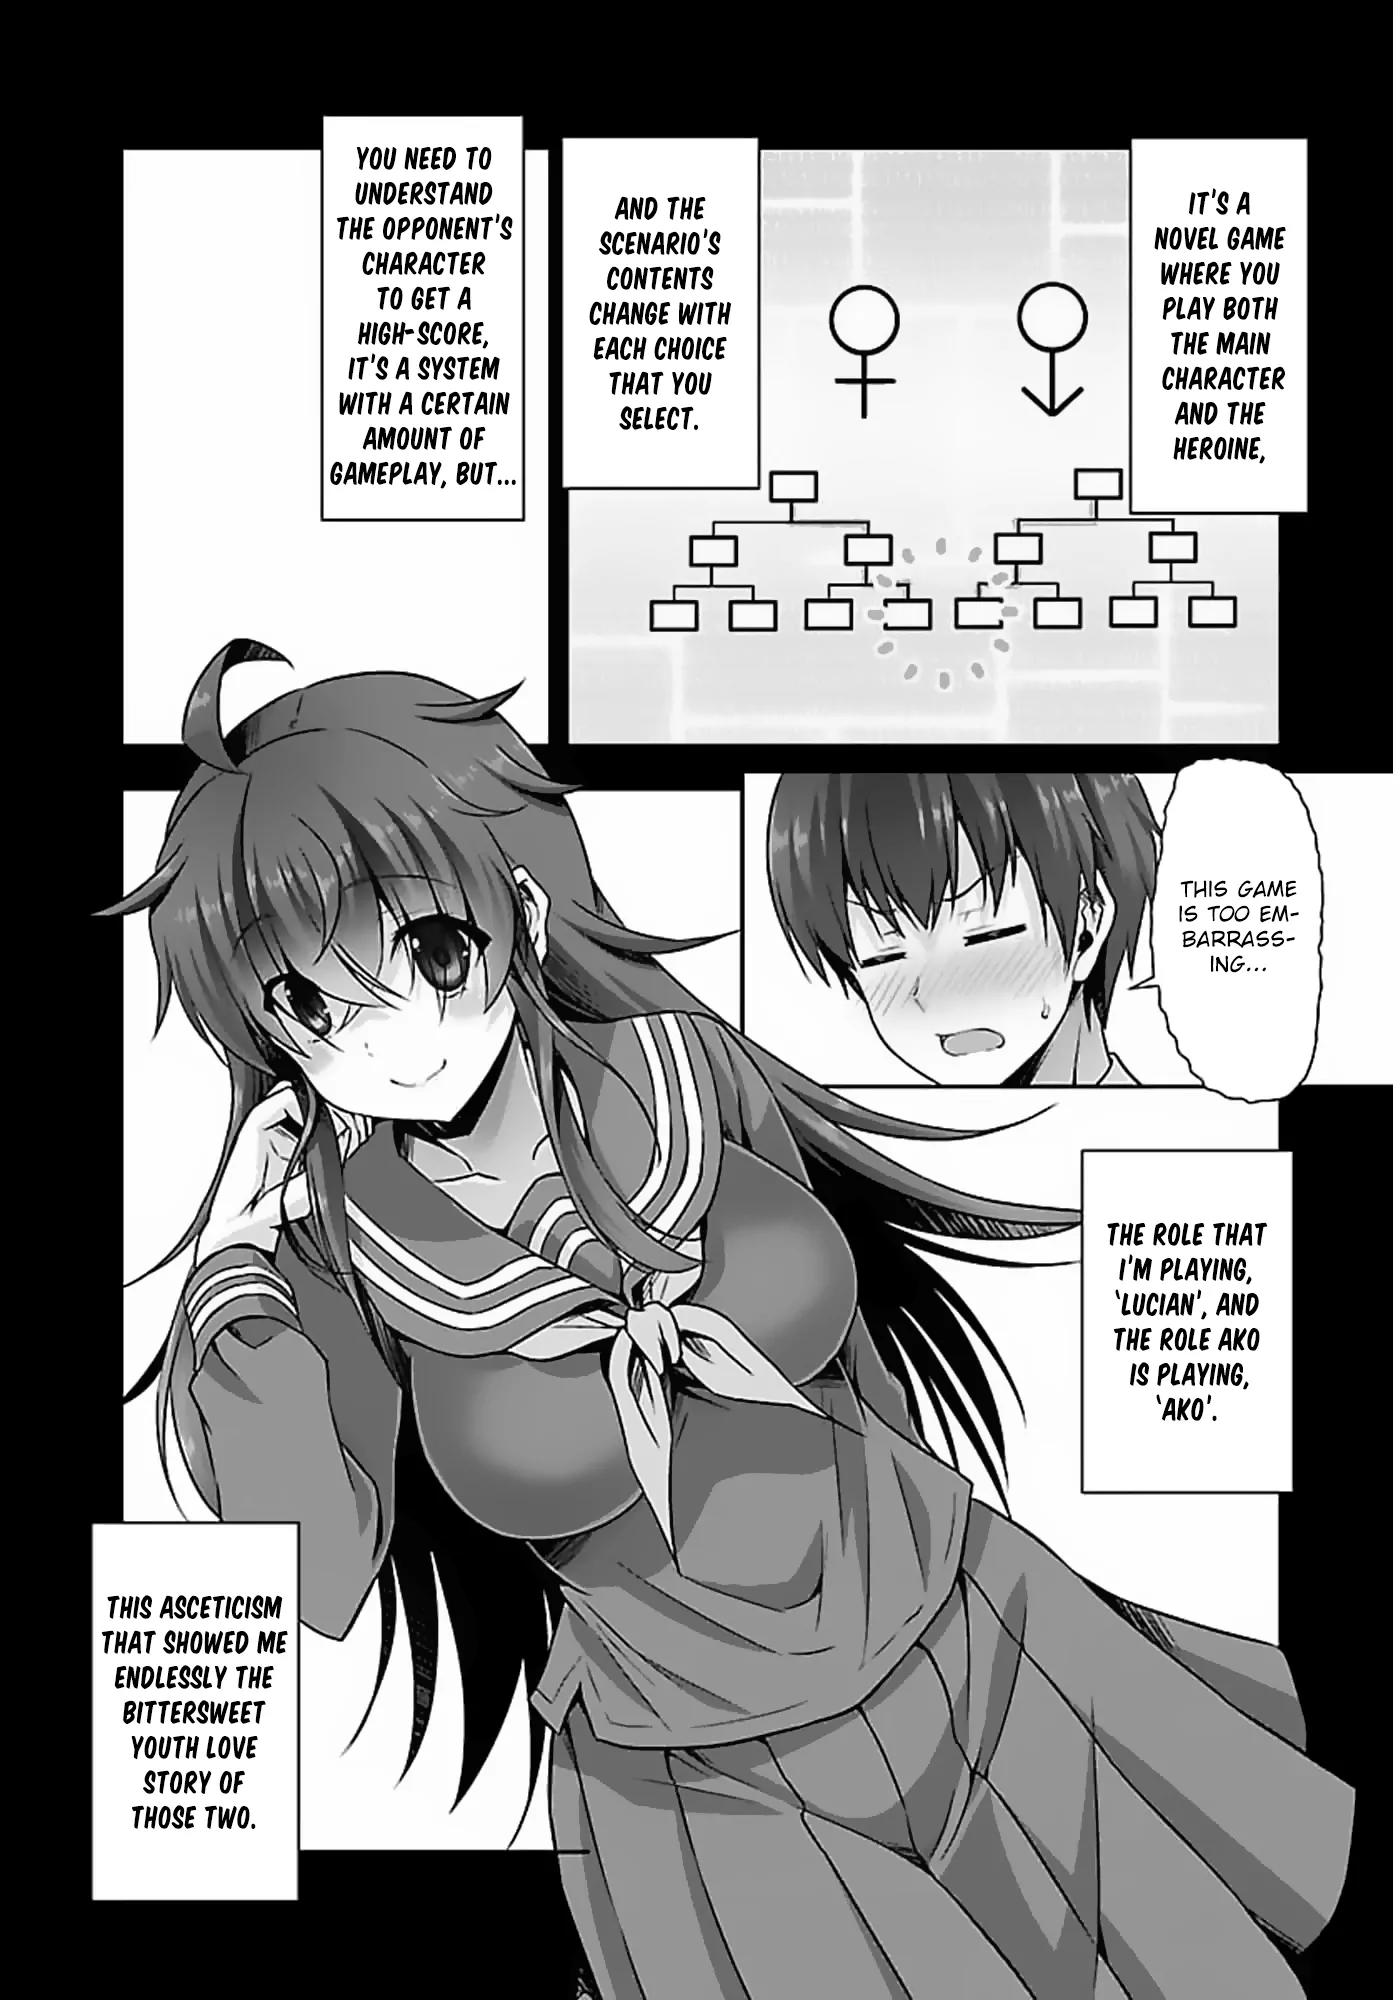 IT'S A
NOVEL GAME
WHERE YOU
PLAY BOTH
THE MAIN
CHARACTER
AND THE
HEROINE,
AND THE
SCENARIO'S
CONTENTS
CHANGE WITH
EACH CHOICE
THAT YOU
SELECT.
YOU NEED TO
UNDERSTAND
THE OPPONENT'S
CHARACTER
TO GET A
HIGH-SCORE,
IT'S A SYSTEM
WITH A CERTAIN
AMOUNT OF
GAMEPLAY, BUT...
THIS GAME
IS TOO EM-
BARRASS-
ING...
THE ROLE THAT
I'M PLAYING,
'LUCIAN', AND
THE ROLE AKO
IS PLAYING,
'AKO'.
THIS ASCETICISM
THAT SHOWED ME
ENDLESSLY THE
BITTERSWEET
YOUTH LOVE
STORY OF
THOSE TWO.